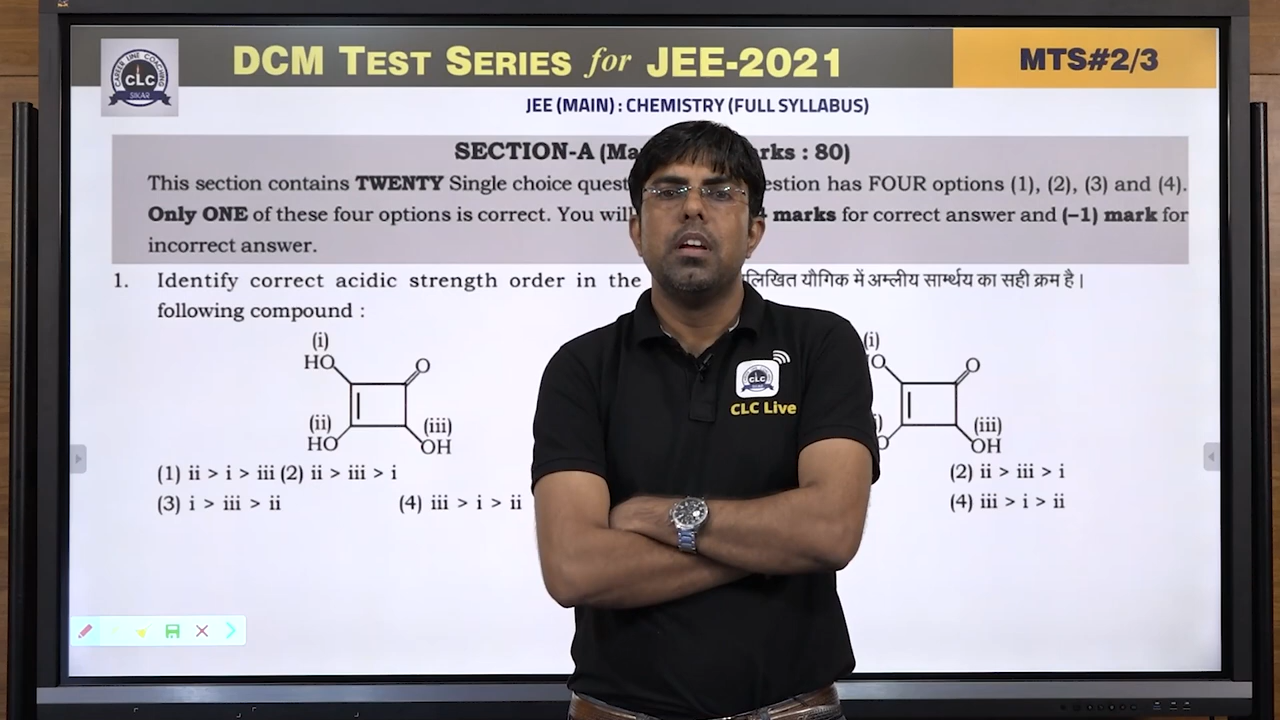 DCM TEST SERIES for JEE-2021
MTS#2/3
CAREER LINE COACHING
CLC
SIKAR
JEE (MAIN) : CHEMISTRY (FULL SYLLABUS)
SECTION-A (Ma rks : 80)
This section contains TWENTY Single choice quest estion has FOUR options (1), (2), (3) and (4).
Only ONE of these four options is correct. You will marks for correct answer and (−1) mark for
incorrect answer.
1. Identify correct acidic strength order in the
following compound :
लिखित यौगिक में अम्लीय सार्म्थय का सही क्रम है।
(i)
HO
O
(ii)
HO
(iii)
OH
(1) ii > i > iii (2) ii > iii > i
(3) i > iii > ii (4) iii > i > ii
(i)
O
(iii)
OH
(2) ii > iii > i
(4) iii > i > ii
CLC
CLC Live